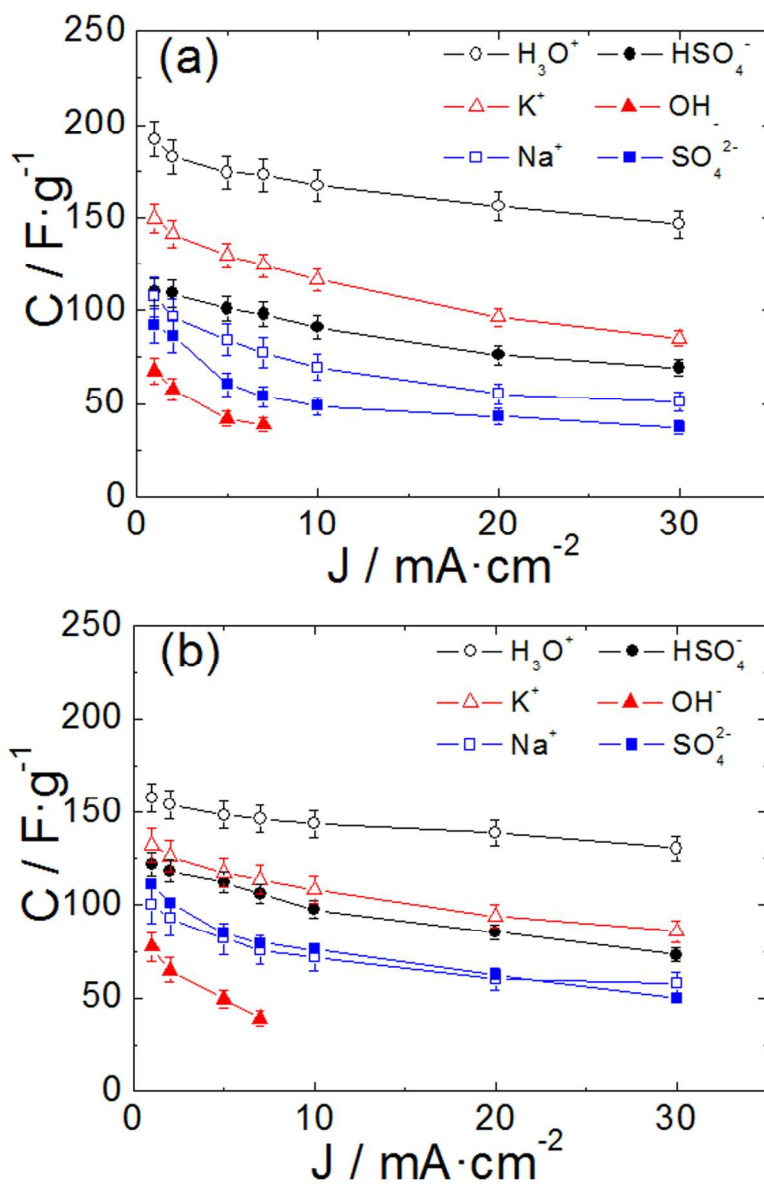 (a)
H₃O⁺ HSO₄⁻
K⁺ OH⁻
Na⁺ SO₄²⁻
250
200
150
100
50
0
C / F·g⁻¹
0 10 20 30
J / mA·cm⁻²
(b)
H₃O⁺ HSO₄⁻
K⁺ OH⁻
Na⁺ SO₄²⁻
250
200
150
100
50
0
C / F·g⁻¹
0 10 20 30
J / mA·cm⁻²